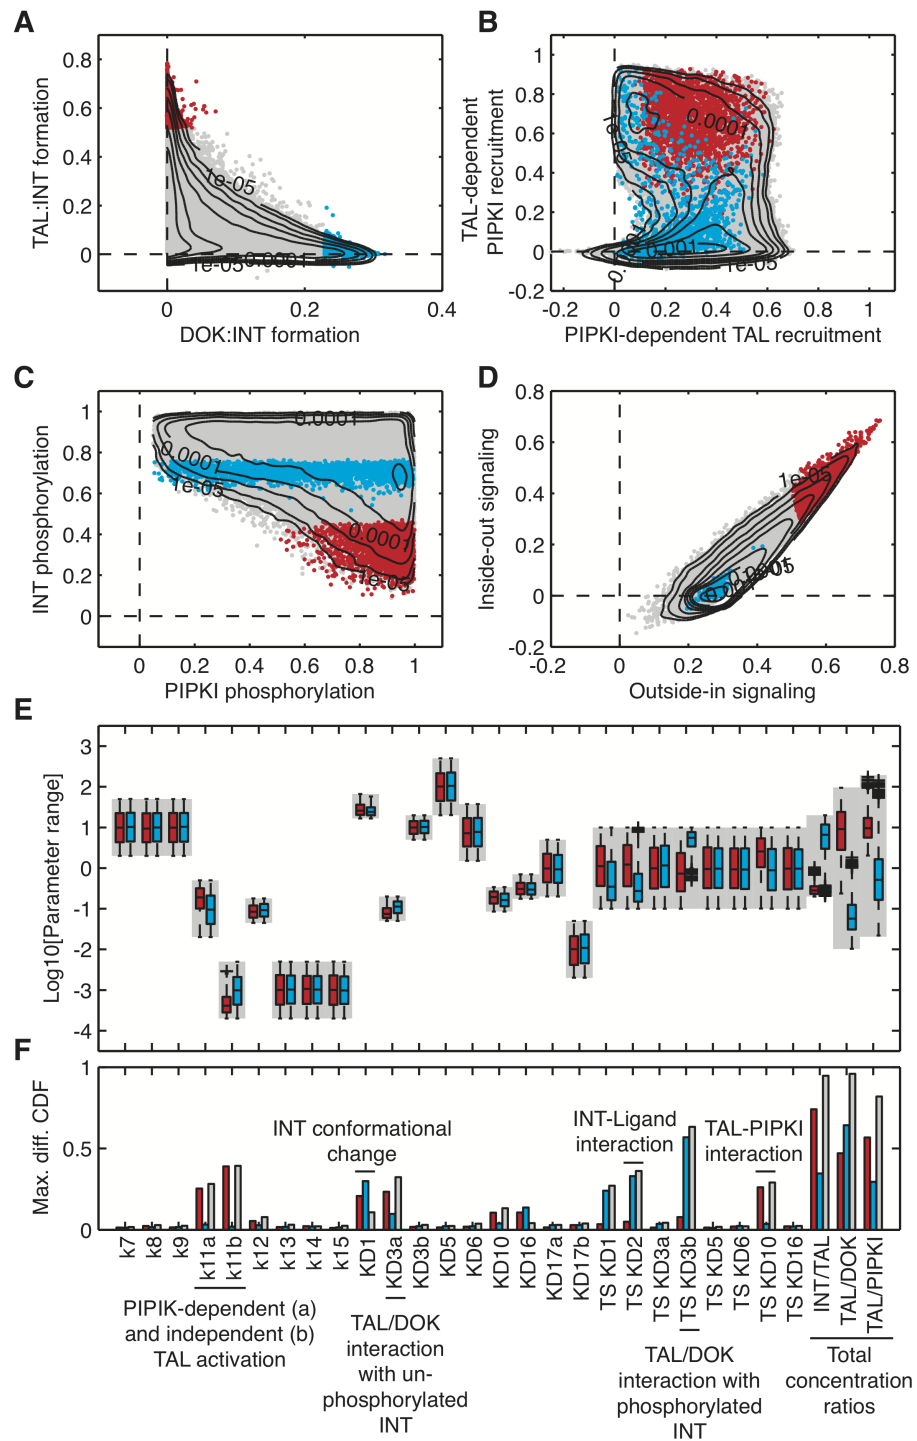 A
B
TAL:INT formation
0.8
0.6
0.4
0.2
0
1e-05
1e-05
0.0001
0
0.2
0.4
DOK:INT formation
TAL-dependent
PIPKI recruitment
1
0.8
0.6
0.4
0.2
0
-0.2
0.0001
0.001
1e-05
-0.2
0
0.2
0.4
0.6
0.8
1
PIPKI-dependent TAL recruitment
C
D
INT phosphorylation
1
0.8
0.6
0.4
0.2
0
0.0001
0.0001
1e-05
0.0001
1e-05
0
0.2
0.4
0.6
0.8
1
PIPKI phosphorylation
Inside-out signaling
0.8
0.6
0.4
0.2
0
-0.2
1e-05
-0.2
0
0.2
0.4
0.6
0.8
Outside-in signaling
E
Log10[Parameter range]
3
2
1
0
-1
-2
-3
-4
F
Max. diff. CDF
1
0.5
0
INT conformational
change
INT-Ligand
interaction
TAL-PIPKI
interaction
k7
k8
k9
k11a
k11b
k12
k13
k14
k15
KD1
KD3a
KD3b
KD5
KD6
KD10
KD16
KD17a
KD17b
TS KD1
TS KD2
TS KD3a
TS KD3b
TS KD5
TS KD6
TS KD10
TS KD16
INT/TAL
TAL/DOK
TAL/PIPKI
PIPIK-dependent (a)
and independent (b)
TAL activation
TAL/DOK
interaction
with un-
phosphorylated
INT
TAL/DOK
interaction with
phosphorylated
INT
Total
concentration
ratios